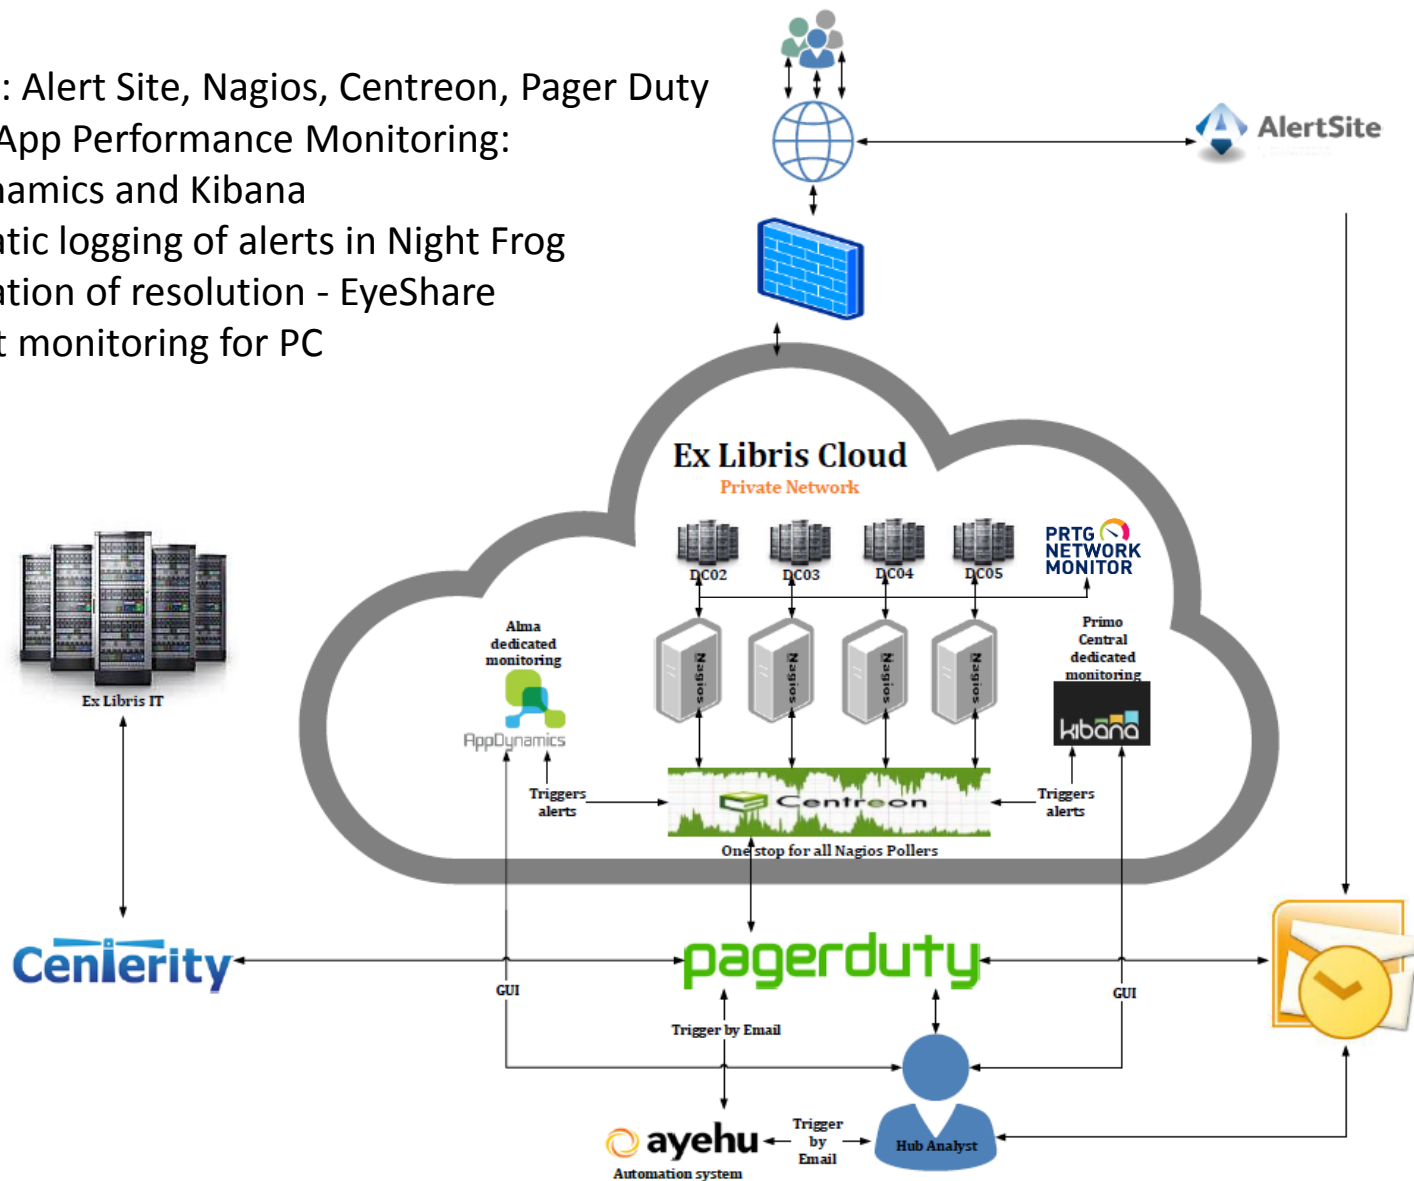 : Alert Site, Nagios, Centreon, Pager Duty
App Performance Monitoring:
namics and Kibana
atic logging of alerts in Night Frog
ation of resolution - EyeShare
t monitoring for PC
AlertSite
Ex Libris Cloud
Private Network
DC02
DC03
DC04
DC05
PRTG
NETWORK
MONITOR
Alma
dedicated
monitoring
AppDynamics
Nagios
Nagios
Nagios
Nagios
Primo
Central
dedicated
monitoring
kibana
Ex Libris IT
Triggers
alerts
Centreon
Triggers
alerts
One stop for all Nagios Pollers
Centerity
pagerduty
GUI
GUI
Trigger by Email
ayehu
Automation system
Trigger
by
Email
Hub Analyst